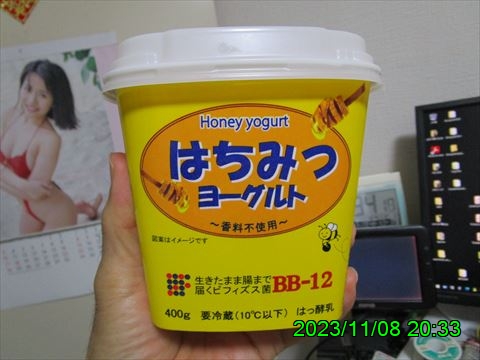 Honey yogurt
はちみつ
ヨーグルト
～香料不使用～
図案はイメージです
生きたまま腸まで
届くビフィズス菌 BB-12
400g 要冷蔵(10℃以下) はっ酵乳
2023/11/08 20:33